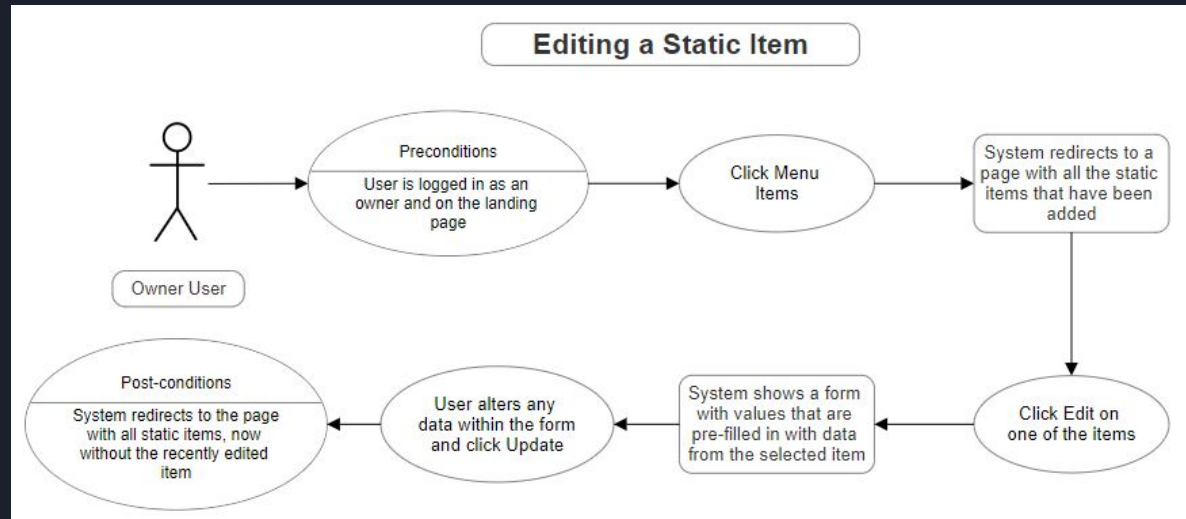 Editing a Static Item
Preconditions
User is logged in as an
owner and on the landing
page
Click Menu
Items
System redirects to a
page with all the static
items that have been
added
Owner User
Click Edit on
one of the items
System shows a form
with values that are
pre-filled in with data
from the selected item
User alters any
data within the form
and click Update
Post-conditions
System redirects to the page
with all static items, now
without the recently edited
item